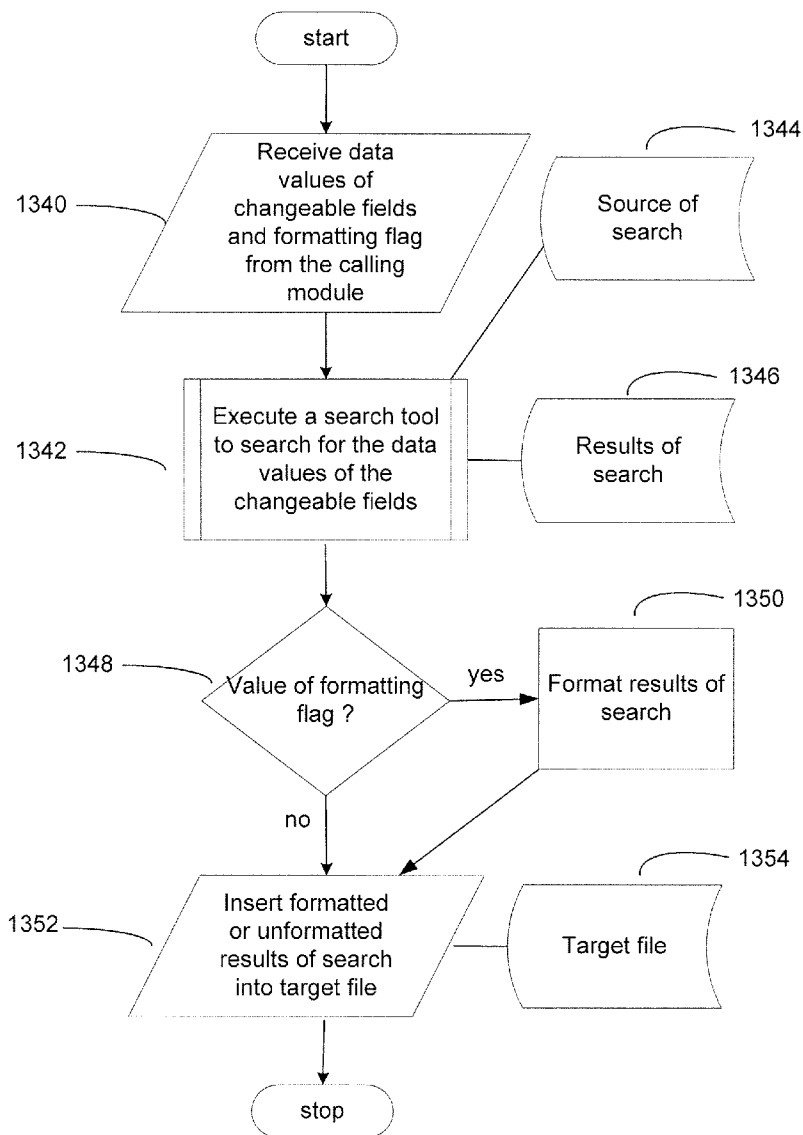 start
1344
Receive data
values of
changeable fields
and formatting flag
from the calling
module
1340
Source of
search
1346
Execute a search tool
to search for the data
values of the
changeable fields
1342
Results of
search
1350
1348
Value of formatting
flag ?
yes
Format results of
search
no
1354
Insert formatted
or unformatted
results of search
into target file
1352
Target file
stop